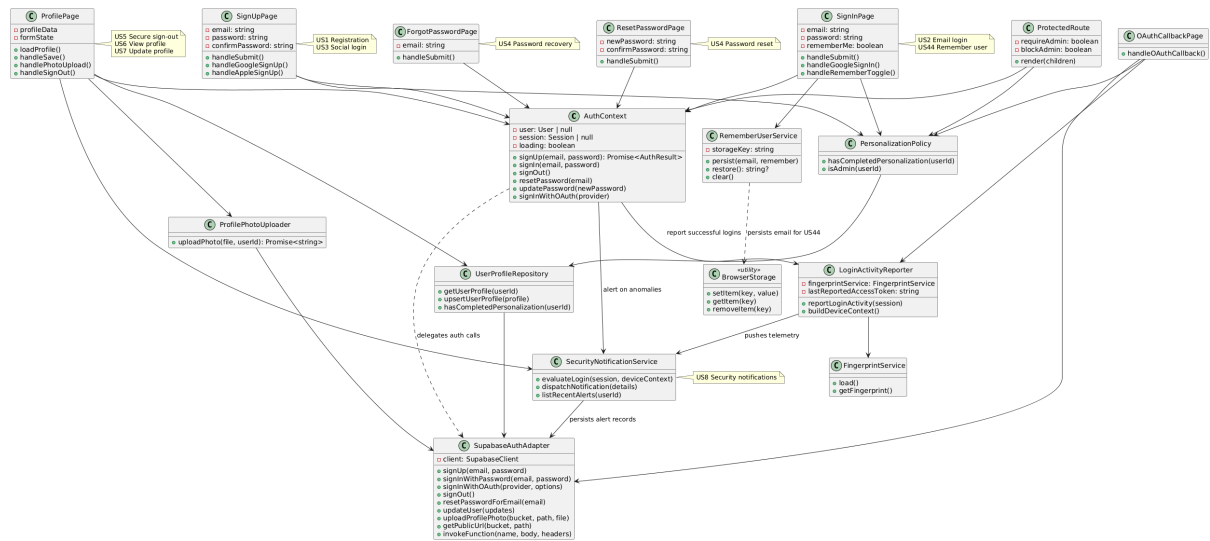 C ProfilePage
profileData
formState
loadProfile()
handleSave()
handlePhotoUpload()
handleSignOut()
US5 Secure sign-out
US6 View profile
US7 Update profile
C SignUpPage
email: string
password: string
confirmPassword: string
handleSubmit()
handleGoogleSignUp()
handleAppleSignUp()
US1 Registration
US3 Social login
C ForgotPasswordPage
email: string
handleSubmit()
US4 Password recovery
C ResetPasswordPage
newPassword: string
confirmPassword: string
handleSubmit()
US4 Password reset
C SignInPage
email: string
password: string
rememberMe: boolean
handleSubmit()
handleGoogleSignIn()
handleRememberToggle()
US2 Email login
US44 Remember user
C ProtectedRoute
requireAdmin: boolean
blockAdmin: boolean
render(children)
C OAuthCallbackPage
handleOAuthCallback()
C AuthContext
user: User | null
session: Session | null
loading: boolean
signUp(email, password): Promise<AuthResult>
signIn(email, password)
signOut()
resetPassword(email)
updatePassword(newPassword)
signInWithOAuth(provider)
C RememberUserService
storageKey: string
persist(email, remember)
restore(): string?
clear()
C PersonalizationPolicy
hasCompletedPersonalization(userId)
isAdmin(userId)
C ProfilePhotoUploader
uploadPhoto(file, userId): Promise<string>
report successful logins
persists email for US44
C UserProfileRepository
getUserProfile(userId)
upsertUserProfile(profile)
hasCompletedPersonalization(userId)
C «utility»
BrowserStorage
setItem(key, value)
getItem(key)
removeItem(key)
C LoginActivityReporter
fingerprintService: FingerprintService
lastReportedAccessToken: string
reportLoginActivity(session)
buildDeviceContext()
alert on anomalies
delegates auth calls
pushes telemetry
C SecurityNotificationService
evaluateLogin(session, deviceContext)
dispatchNotification(details)
listRecentAlerts(userId)
US8 Security notifications
C FingerprintService
load()
getFingerprint()
persists alert records
C SupabaseAuthAdapter
client: SupabaseClient
signUp(email, password)
signInWithPassword(email, password)
signInWithOAuth(provider, options)
signOut()
resetPasswordForEmail(email)
updateUser(updates)
uploadProfilePhoto(bucket, path, file)
getPublicUrl(bucket, path)
invokeFunction(name, body, headers)